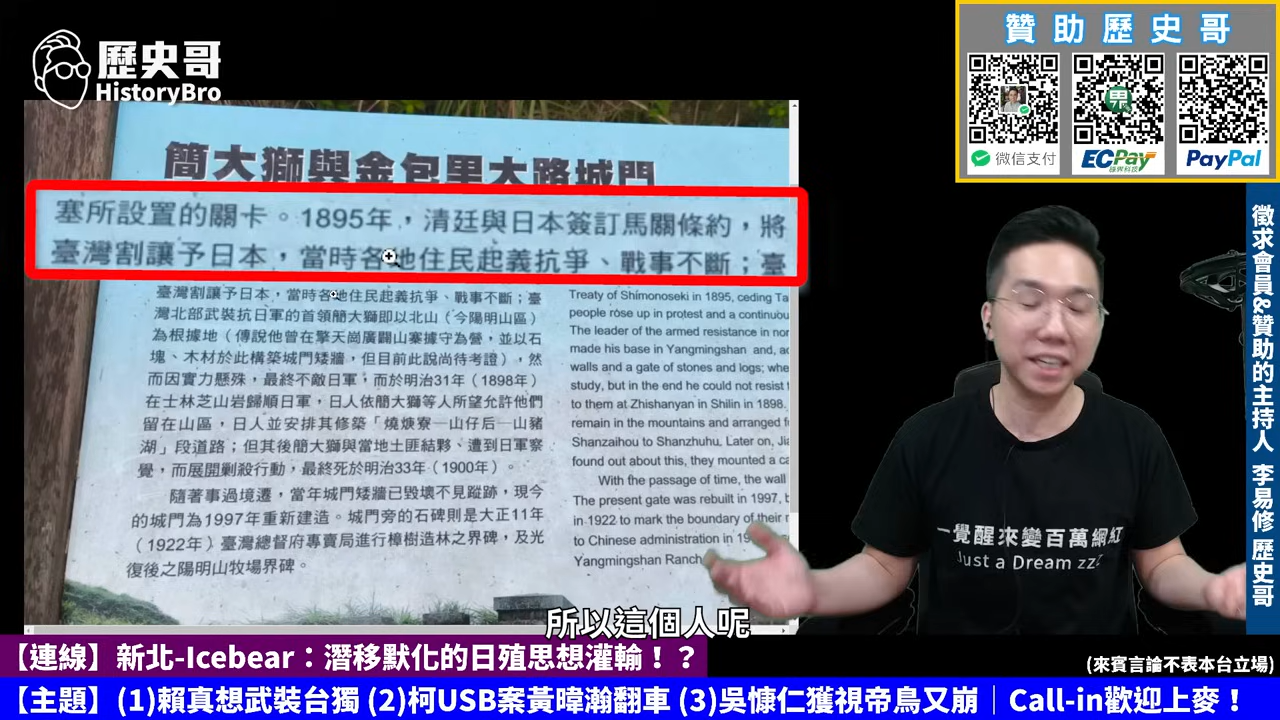 歷史哥
HistoryBro
贊助歷史哥
微信支付
ECPay
綠界科技
PayPal
簡大獅與金包里大路城門
塞所設置的關卡。1895年，清廷與日本簽訂馬關條約，將
臺灣割讓予日本，當時各地住民起義抗爭、戰事不斷；臺
臺灣割讓予日本，當時各地住民起義抗爭、戰事不斷；臺
灣北部武裝抗日軍的首領簡大獅即以北山（今陽明山區）
為根據地（傳說他曾在擎天崗廣闢山寨據守為營，並以石
塊、木材於此構築城門矮牆，但目前此說尚待考證），然
而因實力懸殊，最終不敵日軍，而於明治31年（1898年）
在士林芝山岩歸順日軍，日人依簡大獅等人所望允許他們
留在山區，日人並安排其修築「燒焿寮─山仔后─山豬
湖」段道路；但其後簡大獅與當地土匪結夥、遭到日軍察
覺，而展開剿殺行動，最終死於明治33年（1900年）。
隨著事過境遷，當年城門矮牆已毀壞不見蹤跡，現今
的城門為1997年重新建造。城門旁的石碑則是大正11年
（1922年）臺灣總督府專賣局進行樟樹造林之界碑，及光
復後之陽明山牧場界碑。
Treaty of Shimonoseki in 1895, ceding Ta
people rose up in protest and a continuou
The leader of the armed resistance in nor
made his base in Yangmingshan and, ac
walls and a gate of stones and logs; whe
study, but in the end he could not resist
to them at Zhishanyan in Shilin in 1898.
remain in the mountains and arranged f
Shanzaihou to Shanzhuhu, Later on, Jia
found out about this, they mounted a ca
With the passage of time, the wall
The present gate was rebuilt in 1997, b
in 1922 to mark the boundary of their
to Chinese administration in 19
Yangmingshan Ranch
一覺醒來變百萬網紅
Just a Dream zzZ
徵求會員&贊助的主持人 李易修 歷史哥
所以這個人呢
【連線】新北-Icebear：潛移默化的日殖思想灌輸！？
(來賓言論不表本台立場)
【主題】(1)賴真想武裝台獨 (2)柯USB案黃暐瀚翻車 (3)吳慷仁獲視帝鳥又崩｜Call-in歡迎上麥！